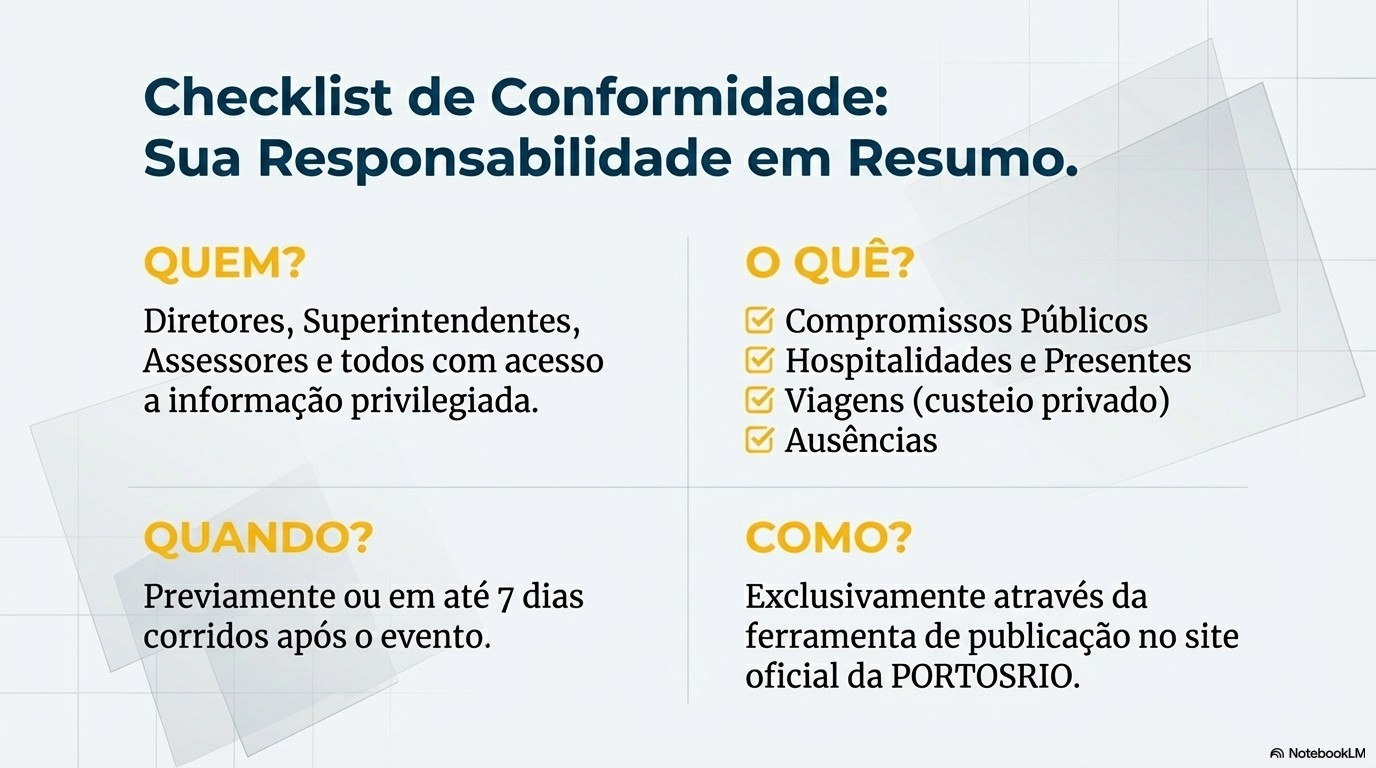 Checklist de Conformidade:
Sua Responsabilidade em Resumo.
QUEM?
Diretores, Superintendentes,
Assessores e todos com acesso
a informação privilegiada.
O QUÊ?
Compromissos Públicos
Hospitalidades e Presentes
Viagens (custeio privado)
Ausências
QUANDO?
Previamente ou em até 7 dias
corridos após o evento.
COMO?
Exclusivamente através da
ferramenta de publicação no site
oficial da PORTOSRIO.
NotebookLM